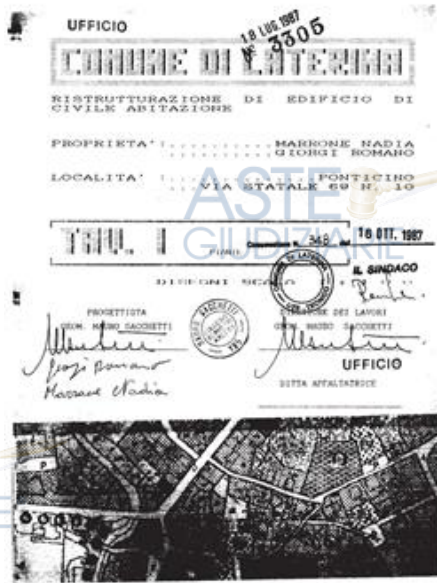 UFFICIO
18 LUG. 1987
N° 3305
COMUNE DI LATERINA
RISTRUTTURAZIONE DI EDIFICIO DI
CIVILE ABITAZIONE
PROPRIETA' :.............MARRONE NADIA
GIORGI ROMANO
LOCALITA' :.............PONTICINO
VIA STATALE 69 N. 10
ASTE
GIUDIZIARIE
TAV. 1
N. 348 del 16 OTT. 1987
IL SINDACO
DISEGNI SCALA
PROGETTISTA
DIRETTORE DEI LAVORI
GEOM. MAURO SACCHETTI
GEOM. MAURO SACCHETTI
Giorgi Romano
Marrone Nadia
UFFICIO
DITTA APPALTATRICE
P